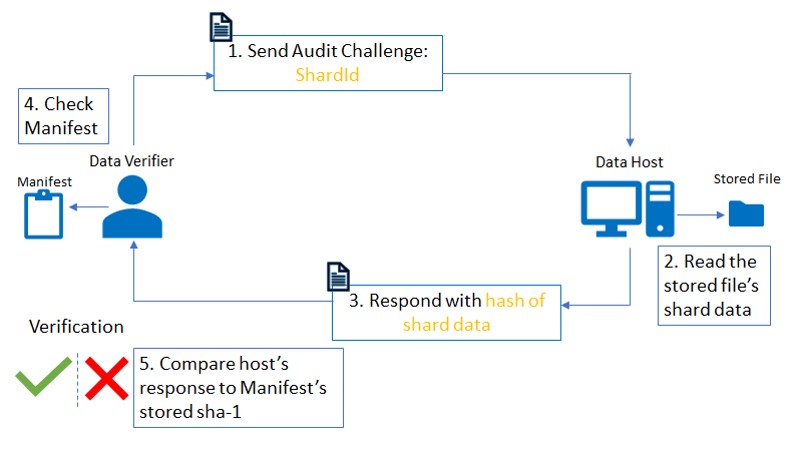 1. Send Audit Challenge:
ShardId
4. Check
Manifest
Data Verifier
Manifest
Data Host
Stored File
2. Read the
stored file's
shard data
3. Respond with hash of
shard data
Verification
5. Compare host's
response to Manifest's
stored sha-1